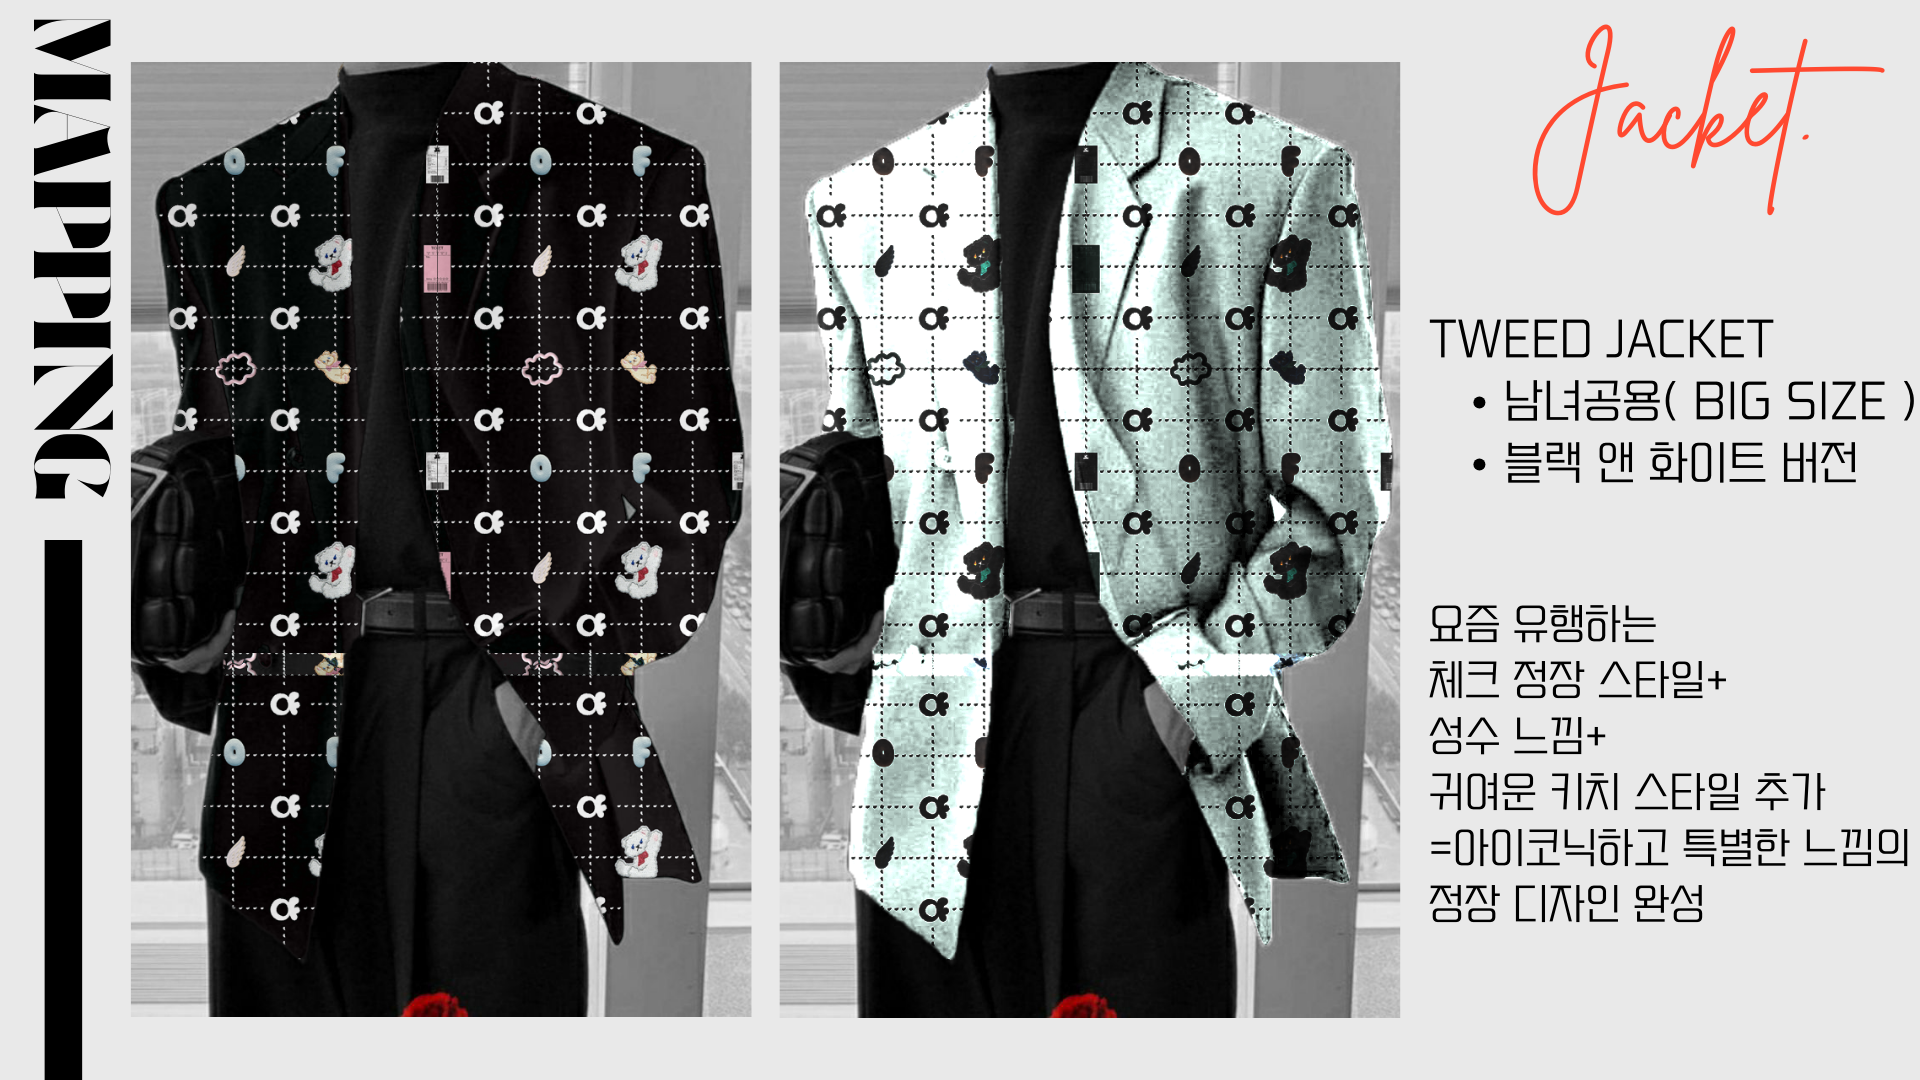 MAPPING
Jacket.
TWEED JACKET
• 남녀공용( BIG SIZE )
• 블랙 앤 화이트 버전
요즘 유행하는
체크 정장 스타일+
성수 느낌+
귀여운 키치 스타일 추가
=아이코닉하고 특별한 느낌의
정장 디자인 완성